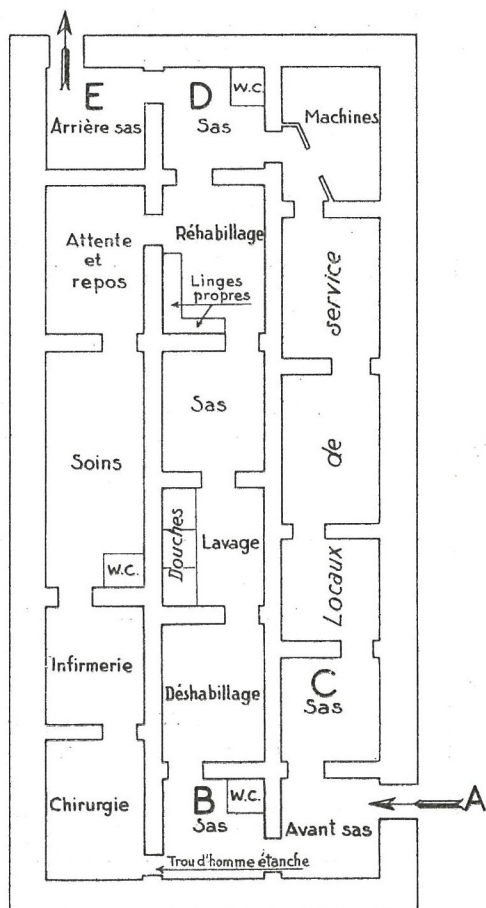 E
Arrière sas
D
Sas
W.C.
Machines
Attente
et
repos
Réhabillage
Linges
propres
service
Sas
de
Soins
Douches
Lavage
W.C.
Locaux
Infirmerie
Déshabillage
C
Sas
Chirurgie
B
Sas
W.C.
Avant sas
A
Trou d'homme étanche